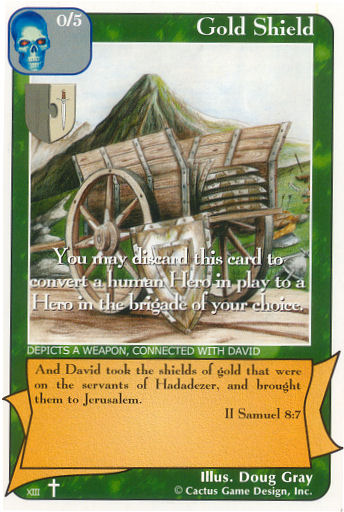 0/5
Gold Shield
You may discard this card to
convert a human Hero in play to a
Hero in the brigade of your choice.
DEPICTS A WEAPON, CONNECTED WITH DAVID
And David took the shields of gold that were
on the servants of Hadadezer, and brought
them to Jerusalem.
II Samuel 8:7
Illus. Doug Gray
XIII
© Cactus Game Design, Inc.